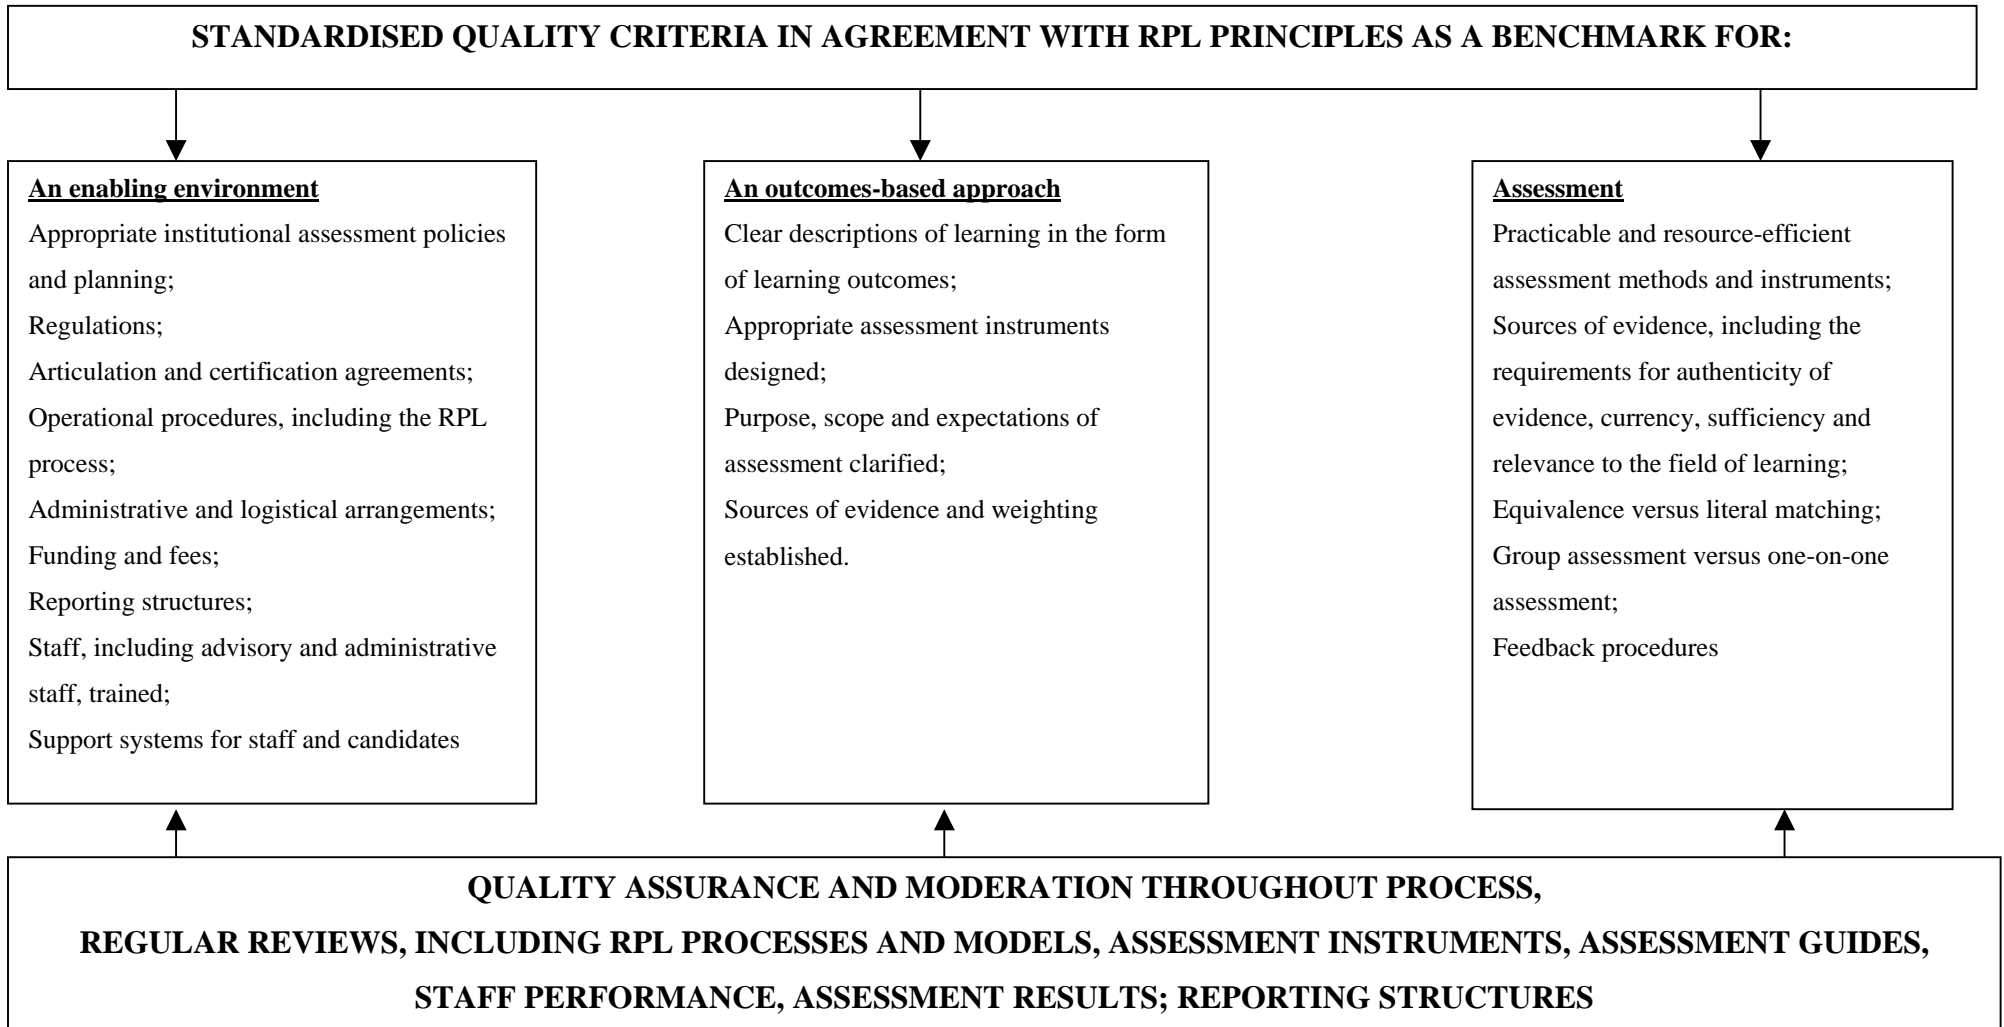 STANDARDISED QUALITY CRITERIA IN AGREEMENT WITH RPL PRINCIPLES AS A BENCHMARK FOR:
An enabling environment
Appropriate institutional assessment policies
and planning;
Regulations;
Articulation and certification agreements;
Operational procedures, including the RPL
process;
Administrative and logistical arrangements;
Funding and fees;
Reporting structures;
Staff, including advisory and administrative
staff, trained;
Support systems for staff and candidates
An outcomes-based approach
Clear descriptions of learning in the form
of learning outcomes;
Appropriate assessment instruments
designed;
Purpose, scope and expectations of
assessment clarified;
Sources of evidence and weighting
established.
Assessment
Practicable and resource-efficient
assessment methods and instruments;
Sources of evidence, including the
requirements for authenticity of
evidence, currency, sufficiency and
relevance to the field of learning;
Equivalence versus literal matching;
Group assessment versus one-on-one
assessment;
Feedback procedures
QUALITY ASSURANCE AND MODERATION THROUGHOUT PROCESS,
REGULAR REVIEWS, INCLUDING RPL PROCESSES AND MODELS, ASSESSMENT INSTRUMENTS, ASSESSMENT GUIDES,
STAFF PERFORMANCE, ASSESSMENT RESULTS; REPORTING STRUCTURES